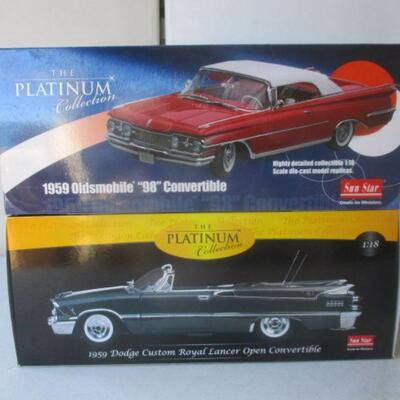 THE
PLATINUM
Collection
Highly detailed collectible 1:18
Scale die-cast model replicas.
1959 Oldsmobile "98" Convertible
Sun Star
THE
PLATINUM
Collection
1:18
1959 Dodge Custom Royal Lancer Open Convertible
Sun Star